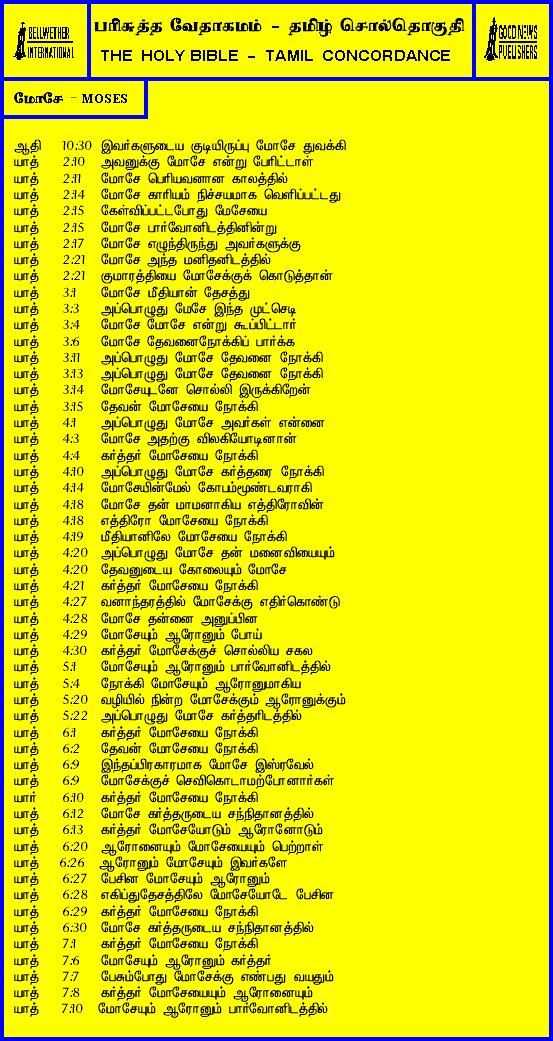 BELLWETHER
INTERNATIONAL
பரிசுத்த வேதாகமம் - தமிழ் சொல்தொகுதி
THE HOLY BIBLE - TAMIL CONCORDANCE
GOOD NEWS
PUBLISHERS
மோசே - MOSES
ஆதி 10:30 இவர்களுடைய குடியிருப்பு மோசே துவக்கி
யாத் 2:10 அவனுக்கு மோசே என்று பேரிட்டாள்
யாத் 2:11 மோசே பெரியவனான காலத்தில்
யாத் 2:14 மோசே காரியம் நிச்சயமாக வெளிப்பட்டது
யாத் 2:15 கேள்விப்பட்டபோது மேசேயை
யாத் 2:15 மோசே பார்வோனிடத்தினின்று
யாத் 2:17 மோசே எழுந்திருந்து அவர்களுக்கு
யாத் 2:21 மோசே அந்த மனிதனிடத்தில்
யாத் 2:21 குமாரத்தியை மோசேக்குக் கொடுத்தான்
யாத் 3:1 மோசே மீதியான் தேசத்து
யாத் 3:3 அப்பொழுது மேசே இந்த முட்செடி
யாத் 3:4 மோசே மோசே என்று கூப்பிட்டார்
யாத் 3:6 மோசே தேவனைநோக்கிப் பார்க்க
யாத் 3:11 அப்பொழுது மோசே தேவனை நோக்கி
யாத் 3:13 அப்பொழுது மோசே தேவனை நோக்கி
யாத் 3:14 மோசேயுடனே சொல்லி இருக்கிறேன்
யாத் 3:15 தேவன் மோசேயை நோக்கி
யாத் 4:1 அப்பொழுது மோசே அவர்கள் என்னை
யாத் 4:3 மோசே அதற்கு விலகியோடினான்
யாத் 4:4 கர்த்தர் மோசேயை நோக்கி
யாத் 4:10 அப்பொழுது மோசே கர்த்தரை நோக்கி
யாத் 4:14 மோசேயின்மேல் கோபம்மூண்டவராகி
யாத் 4:18 மோசே தன் மாமனாகிய எத்திரோவின்
யாத் 4:18 எத்திரோ மோசேயை நோக்கி
யாத் 4:19 மீதியானிலே மோசேயை நோக்கி
யாத் 4:20 அப்பொழுது மோசே தன் மனைவியையும்
யாத் 4:20 தேவனுடைய கோலையும் மோசே
யாத் 4:21 கர்த்தர் மோசேயை நோக்கி
யாத் 4:27 வனாந்தரத்தில் மோசேக்கு எதிர்கொண்டு
யாத் 4:28 மோசே தன்னை அனுப்பின
யாத் 4:29 மோசேயும் ஆரோனும் போய்
யாத் 4:30 கர்த்தர் மோசேக்குச் சொல்லிய சகல
யாத் 5:1 மோசேயும் ஆரோனும் பார்வோனிடத்தில்
யாத் 5:4 நோக்கி மோசேயும் ஆரோனுமாகிய
யாத் 5:20 வழியில் நின்ற மோசேக்கும் ஆரோனுக்கும்
யாத் 5:22 அப்பொழுது மோசே கர்த்தரிடத்தில்
யாத் 6:1 கர்த்தர் மோசேயை நோக்கி
யாத் 6:2 தேவன் மோசேயை நோக்கி
யாத் 6:9 இந்தப்பிரகாரமாக மோசே இஸ்ரவேல்
யாத் 6:9 மோசேக்குச் செவிகொடாமற்போனார்கள்
யார் 6:10 கர்த்தர் மோசேயை நோக்கி
யாத் 6:12 மோசே கர்த்தருடைய சந்நிதானத்தில்
யாத் 6:13 கர்த்தர் மோசேயோடும் ஆரோனோடும்
யாத் 6:20 ஆரோனையும் மோசேயையும் பெற்றாள்
யாத் 6:26 ஆரோனும் மோசேயும் இவர்களே
யாத் 6:27 பேசின மோசேயும் ஆரோனும்
யாத் 6:28 எகிப்துதேசத்திலே மோசேயோடே பேசின
யாத் 6:29 கர்த்தர் மோசேயை நோக்கி
யாத் 6:30 மோசே கர்த்தருடைய சந்நிதானத்தில்
யாத் 7:1 கர்த்தர் மோசேயை நோக்கி
யாத் 7:6 மோசேயும் ஆரோனும் கர்த்தர்
யாத் 7:7 பேசும்போது மோசேக்கு எண்பது வயதும்
யாத் 7:8 கர்த்தர் மோசேயையும் ஆரோனையும்
யாத் 7:10 மோசேயும் ஆரோனும் பார்வோனிடத்தில்